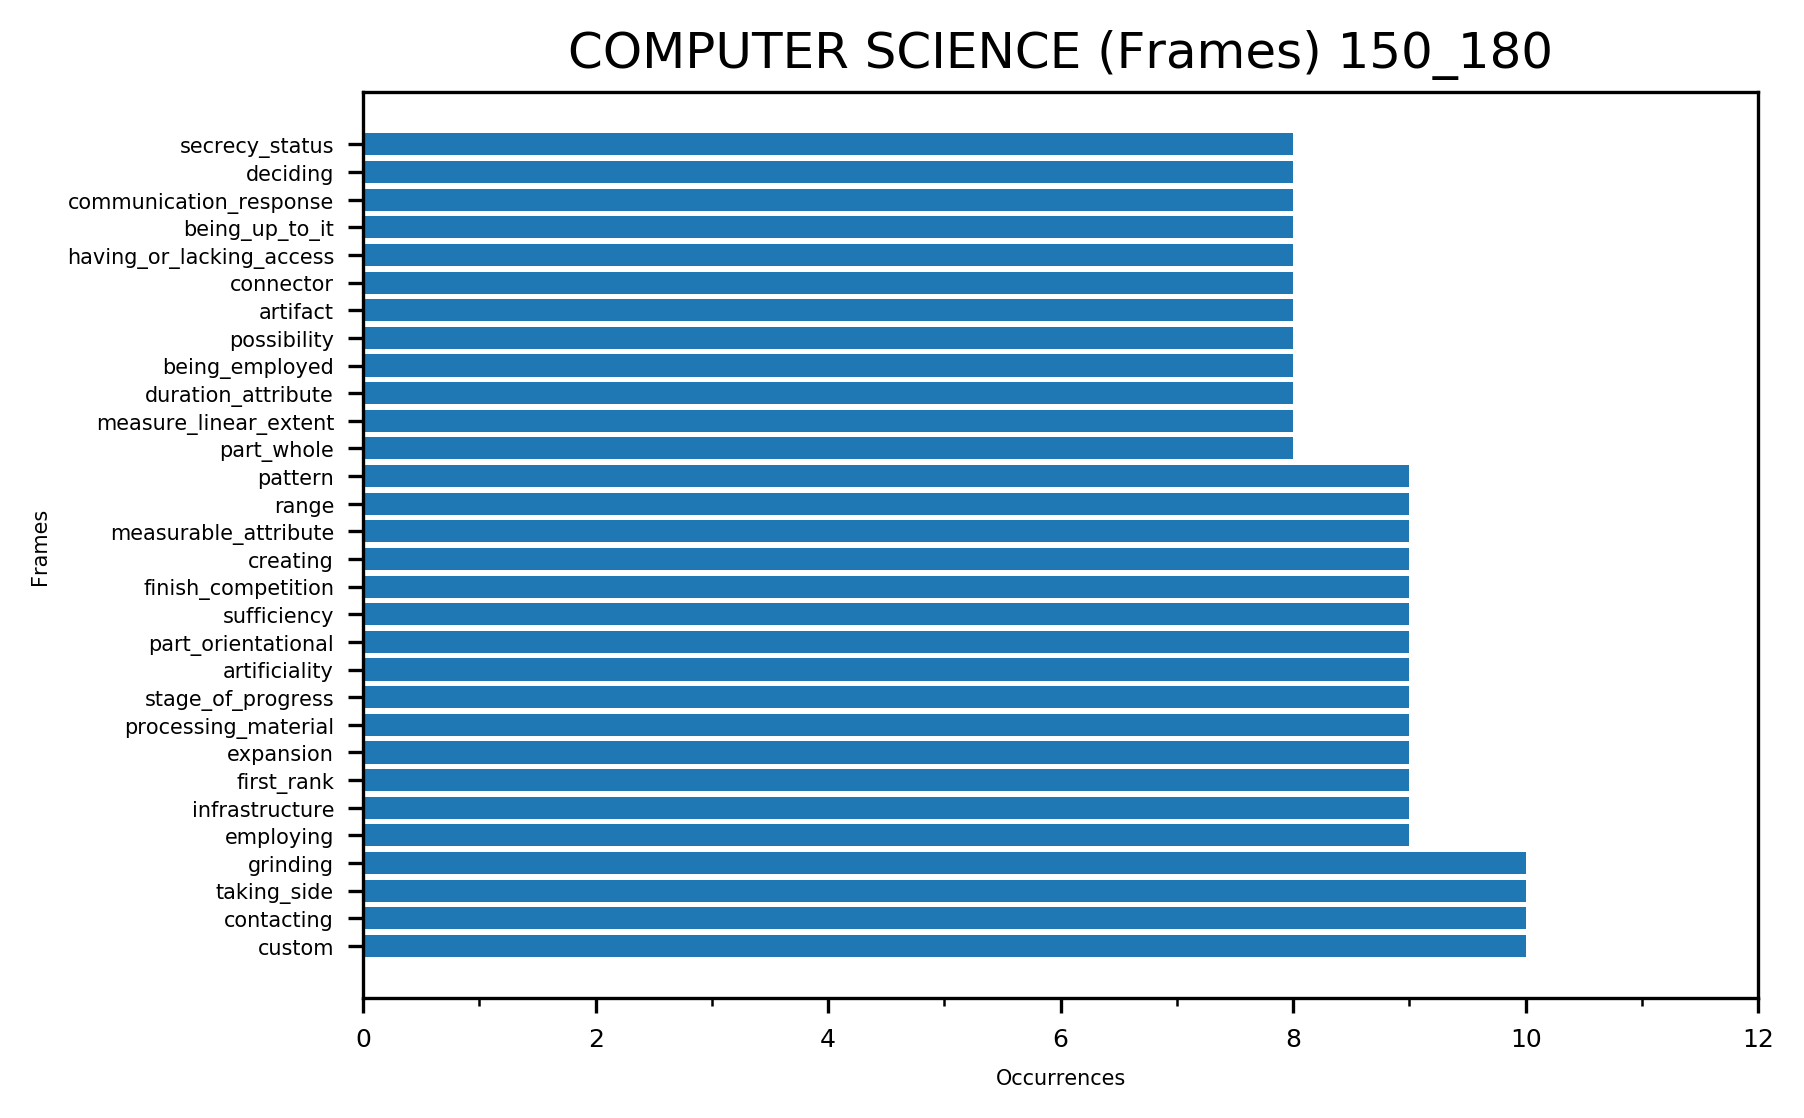 COMPUTER SCIENCE (Frames) 150_180
secrecy_status
deciding
communication_response
being_up_to_it
having_or_lacking_access
connector
artifact
possibility
being_employed
duration_attribute
measure_linear_extent
part_whole
pattern
range
measurable_attribute
creating
finish_competition
sufficiency
part_orientational
artificiality
stage_of_progress
processing_material
expansion
first_rank
infrastructure
employing
grinding
taking_side
contacting
custom
Frames
0 2 4 6 8 10 12
Occurrences